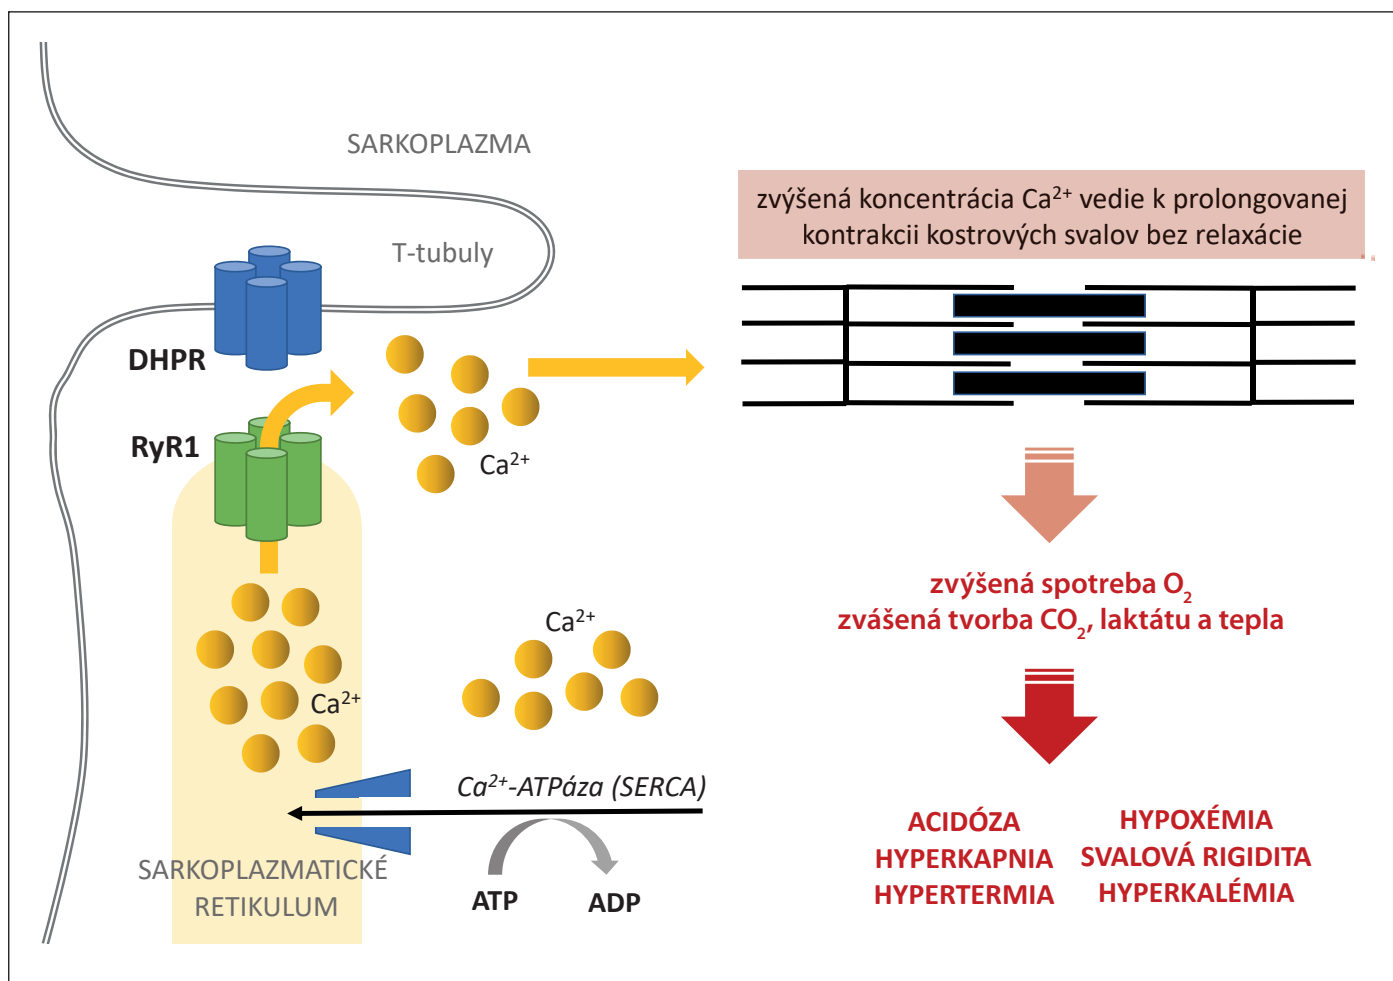 SARKOPLAZMA
T-tubuly
DHPR
RyR1
Ca²⁺
Ca²⁺
Ca²⁺
Ca²⁺-ATPáza (SERCA)
SARKOPLAZMATICKÉ
RETIKULUM
ATP
ADP
zvýšená koncentrácia Ca²⁺ vedie k prolongovanej
kontrakcii kostrových svalov bez relaxácie
zvýšená spotreba O₂
zvášená tvorba CO₂, laktátu a tepla
ACIDÓZA
HYPERKAPNIA
HYPERTERMIA
HYPOXÉMIA
SVALOVÁ RIGIDITA
HYPERKALÉMIA